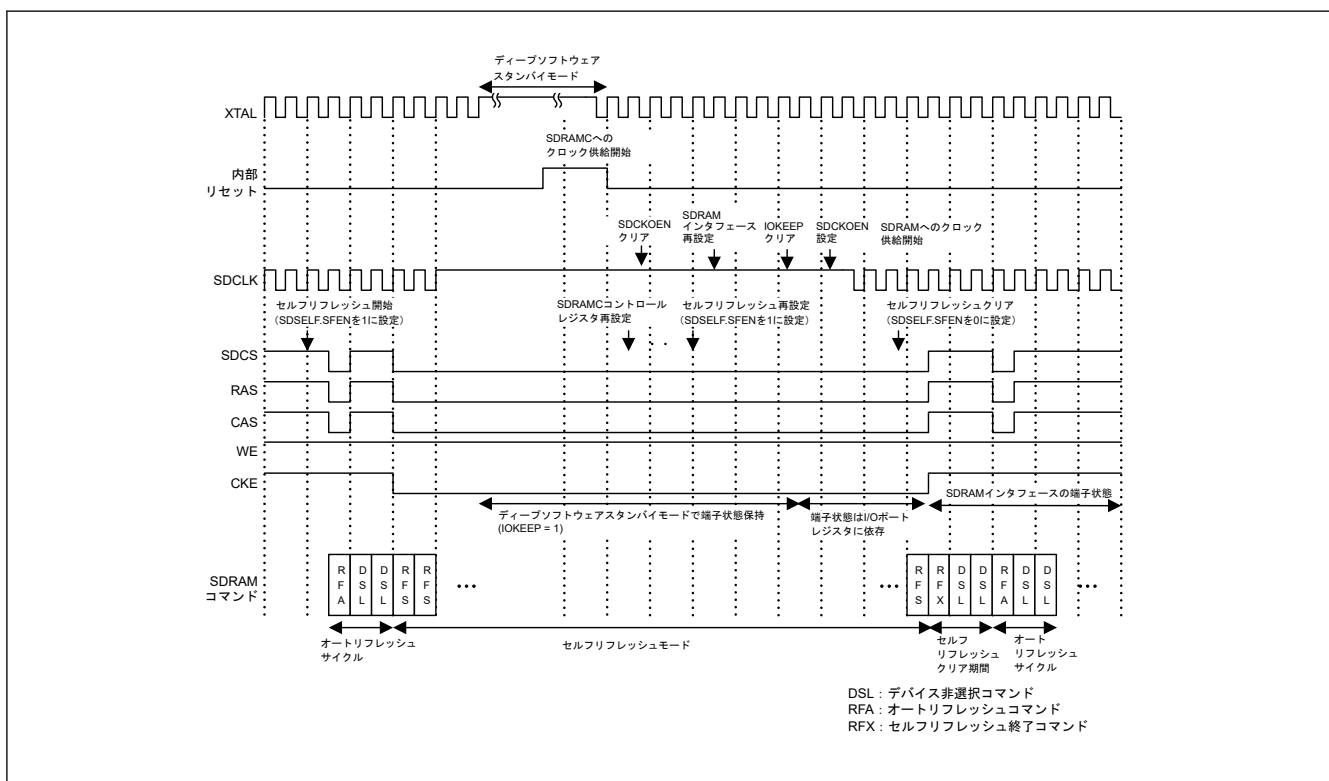 ディープソフトウェア
スタンバイモード
XTAL
SDRAMCへの
クロック供給開始
内部
リセット
SDCKOEN
クリア
SDRAM
インタフェース
再設定
IOKEEP
クリア
SDCKOEN
設定
SDRAMへのクロック
供給開始
SDCLK
セルフリフレッシュ開始
(SDSELF.SFENを1に設定)
SDRAMCコントロール
レジスタ再設定
セルフリフレッシュ再設定
(SDSELF.SFENを1に設定)
セルフリフレッシュクリア
(SDSELF.SFENを0に設定)
SDCS
RAS
CAS
WE
CKE
ディープソフトウェアスタンバイモードで端子状態保持
(IOKEEP = 1)
端子状態はI/Oポート
レジスタに依存
SDRAMインタフェースの端子状態
SDRAM
コマンド
RFA
DSL
DSL
RFS
RFS
...
...
RFS
RFX
DSL
DSL
RFA
DSL
DSL
...
オートリフレッシュ
サイクル
セルフリフレッシュモード
セルフ
リフレッシュ
クリア期間
オート
リフレッシュ
サイクル
DSL：デバイス非選択コマンド
RFA：オートリフレッシュコマンド
RFX：セルフリフレッシュ終了コマンド